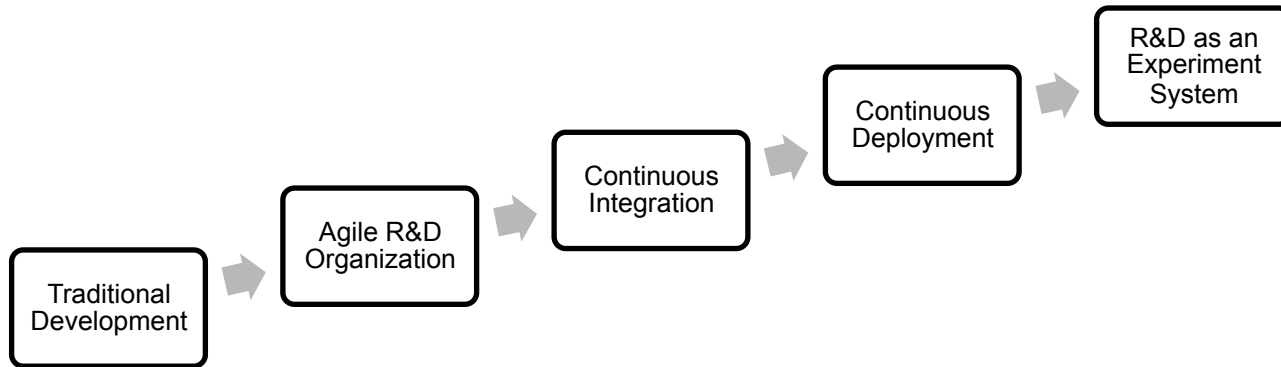 Traditional
Development
Agile R&D
Organization
Continuous
Integration
Continuous
Deployment
R&D as an
Experiment
System